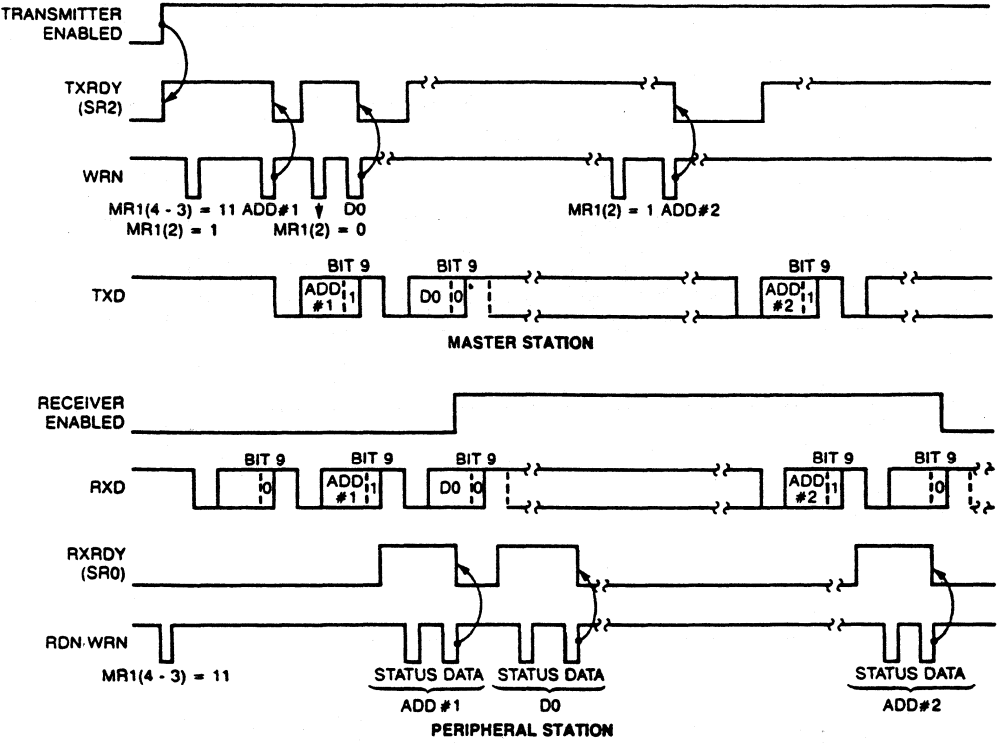 TRANSMITTER
ENABLED
TXRDY
(SR2)
WRN
MR1(4 - 3) = 11 ADD#1 D0
MR1(2) = 1 MR1(2) = 0
MR1(2) = 1 ADD#2
BIT 9 BIT 9 BIT 9
TXD
ADD
#1 1
D0 0
ADD
#2 1
MASTER STATION
RECEIVER
ENABLED
BIT 9 BIT 9 BIT 9 BIT 9
RXD
0
ADD
#1 1
D0 0
ADD
#2 1
0
RXRDY
(SR0)
RDN·WRN
MR1(4 - 3) = 11
STATUS DATA STATUS DATA STATUS DATA
ADD #1 D0 ADD#2
PERIPHERAL STATION